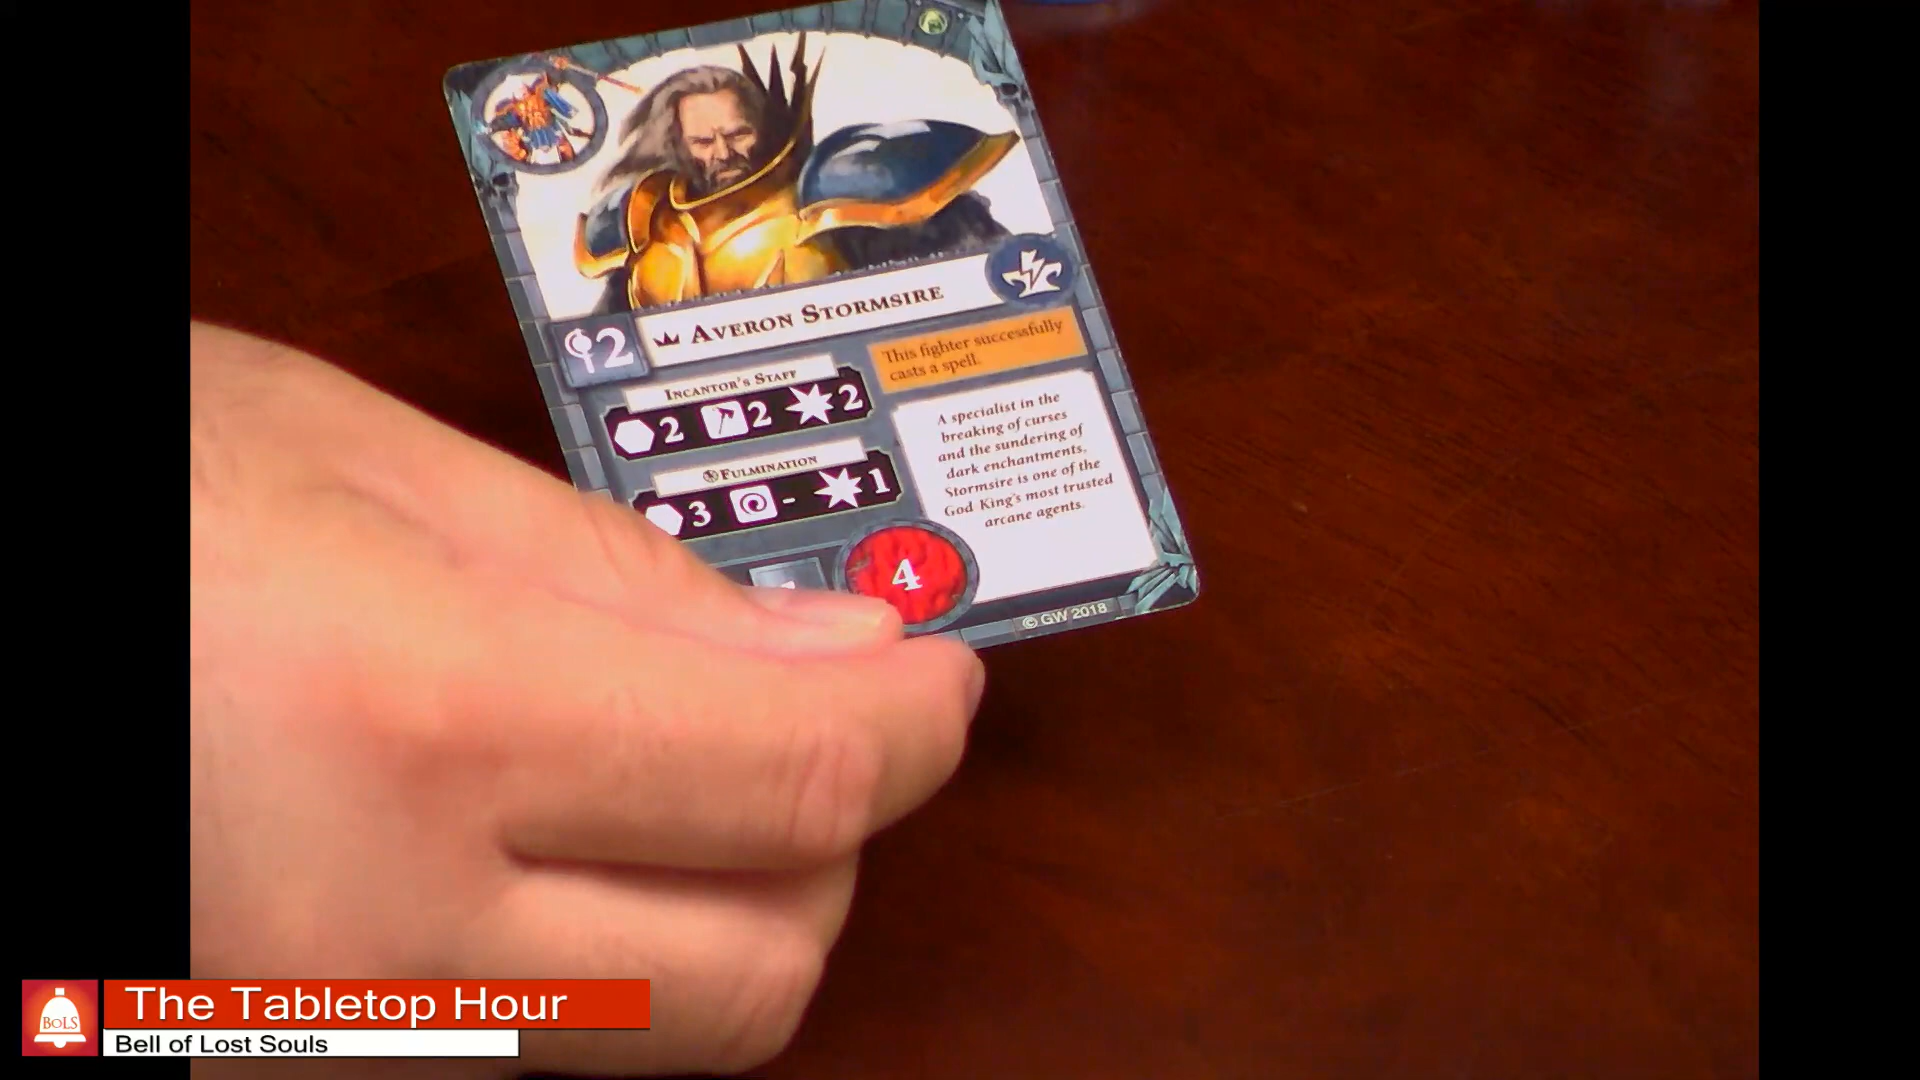 AVERON STORMSIRE
2
This fighter successfully
casts a spell.
INCANTOR'S STAFF
2 2 2
FULMINATION
3 - 1
A specialist in the
breaking of curses
and the sundering of
dark enchantments,
Stormsire is one of the
God King's most trusted
arcane agents.
4
© GW 2018
BoLS
The Tabletop Hour
Bell of Lost Souls